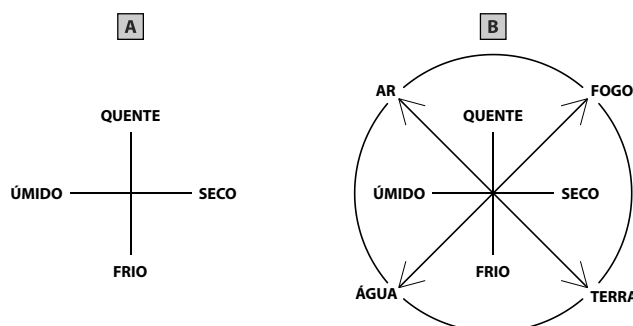 A
QUENTE
ÚMIDO
SECO
FRIO
B
AR
FOGO
QUENTE
ÚMIDO
SECO
FRIO
ÁGUA
TERRA